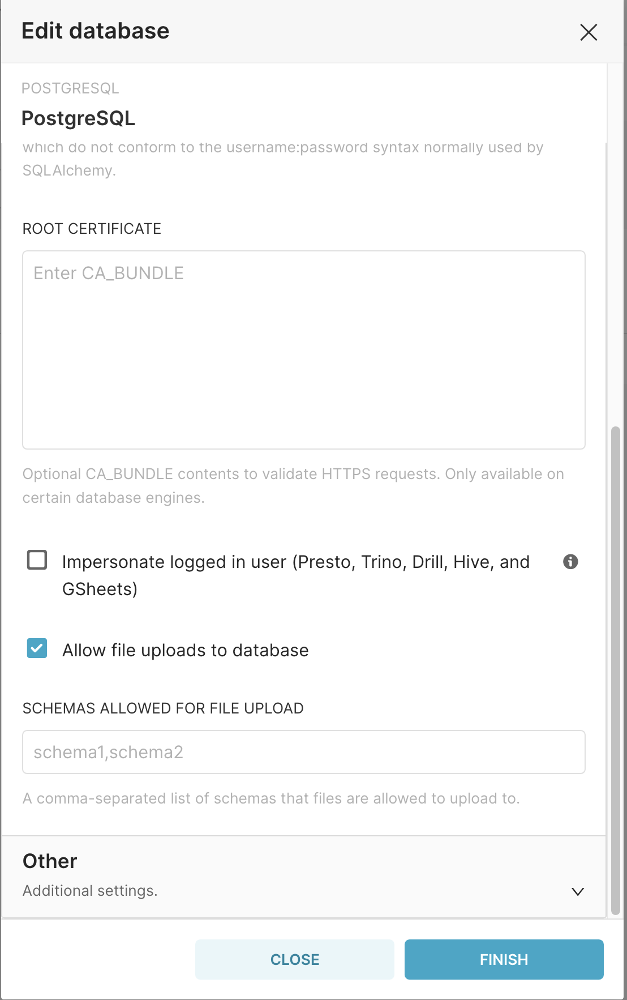 Edit database
POSTGRESQL
PostgreSQL
which do not conform to the username:password syntax normally used by
SQLAlchemy.
ROOT CERTIFICATE
Enter CA_BUNDLE
Optional CA_BUNDLE contents to validate HTTPS requests. Only available on
certain database engines.
Impersonate logged in user (Presto, Trino, Drill, Hive, and
GSheets)
Allow file uploads to database
SCHEMAS ALLOWED FOR FILE UPLOAD
schema1,schema2
A comma-separated list of schemas that files are allowed to upload to.
Other
Additional settings.
CLOSE
FINISH